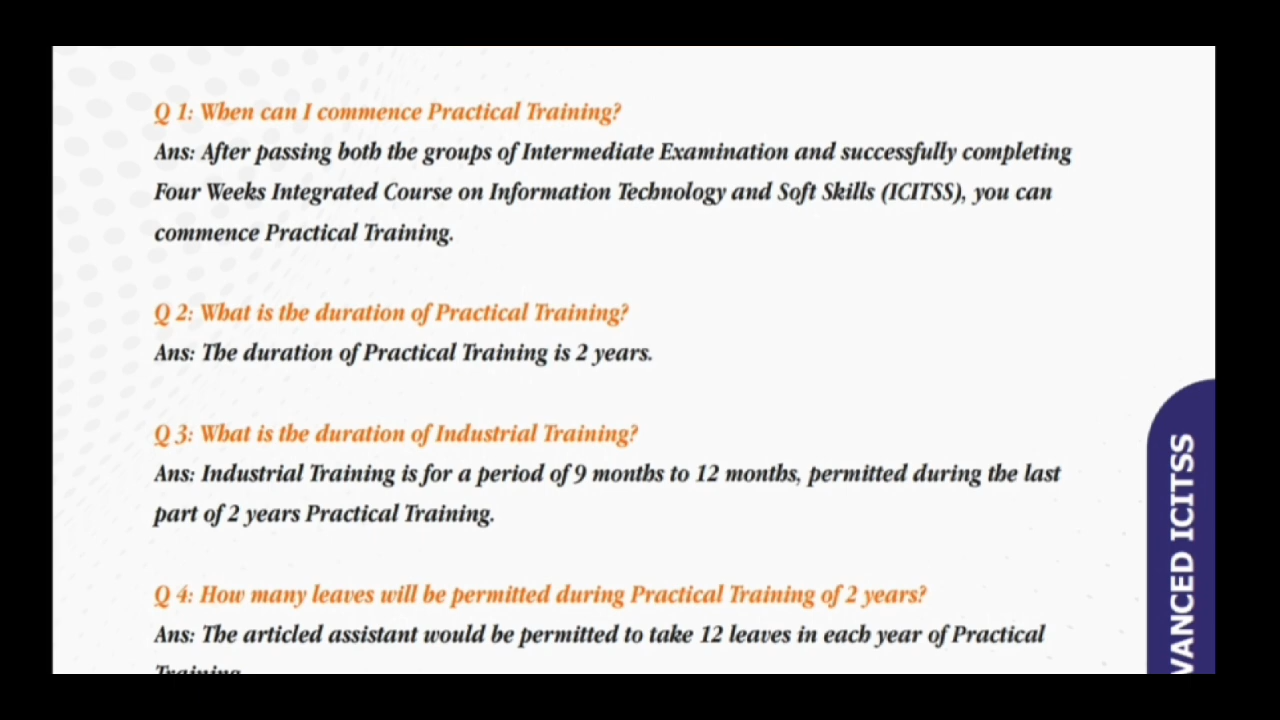 Q 1: When can I commence Practical Training?
Ans: After passing both the groups of Intermediate Examination and successfully completing
Four Weeks Integrated Course on Information Technology and Soft Skills (ICITSS), you can
commence Practical Training.
Q 2: What is the duration of Practical Training?
Ans: The duration of Practical Training is 2 years.
Q 3: What is the duration of Industrial Training?
Ans: Industrial Training is for a period of 9 months to 12 months, permitted during the last
part of 2 years Practical Training.
Q 4: How many leaves will be permitted during Practical Training of 2 years?
Ans: The articled assistant would be permitted to take 12 leaves in each year of Practical
Training.
VANCED ICITSS